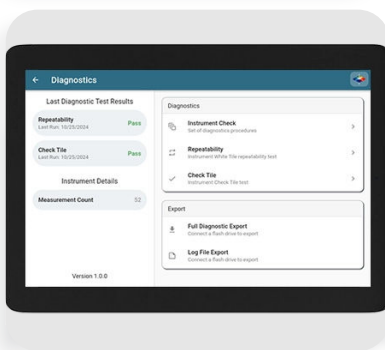 Diagnostics
Last Diagnostic Test Results
Repeatability
Last Run: 10/25/2024
Pass
Check Tile
Last Run: 10/25/2024
Pass
Instrument Details
Measurement Count
52
Version 1.0.0
Diagnostics
Instrument Check
Set of diagnostics procedures
Repeatability
Instrument White Tile repeatability test
Check Tile
Instrument Check Tile test
Export
Full Diagnostic Export
Connect a flash drive to export
Log File Export
Connect a flash drive to export